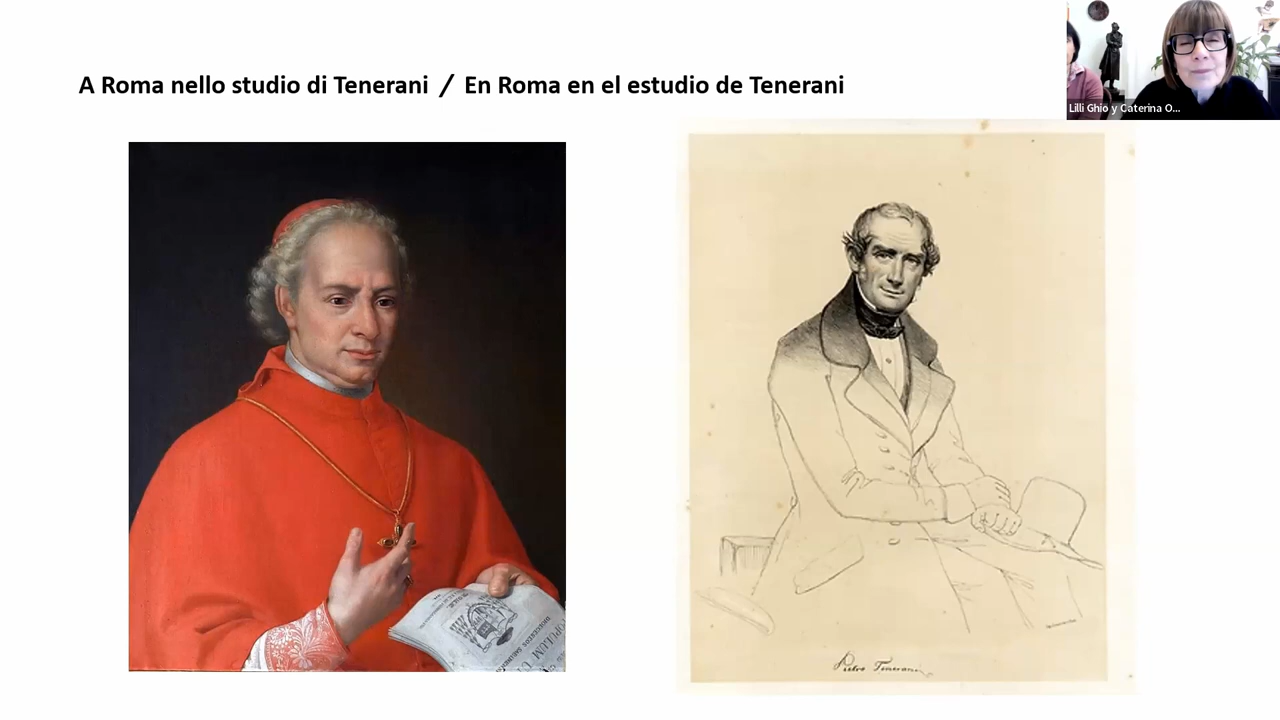 A Roma nello studio di Tenerani / En Roma en el estudio de Tenerani
Lilli Ghio y Caterina O...
Pietro Tenerani